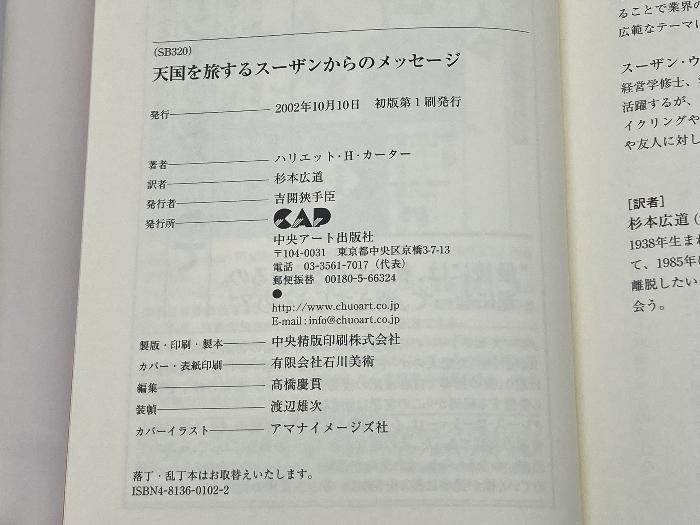 (SB320)
天国を旅するスーザンからのメッセージ
発行 2002年10月10日 初版第1刷発行
著者 ハリエット・H・カーター
訳者 杉本広道
発行者 吉開狭手臣
発行所 CAP
中央アート出版社
〒104-0031 東京都中央区京橋3-7-13
電話 03-3561-7017（代表）
郵便振替 00180-5-66324
●
http://www.chuoart.co.jp
E-mail:info@chuoart.co.jp
製版・印刷・製本 中央精版印刷株式会社
カバー・表紙印刷 有限会社石川美術
編集 高橋慶貫
装幀 渡辺雄次
カバーイラスト アマナイメージズ社
落丁・乱丁本はお取替えいたします。
ISBN4-8136-0102-2
ることで業界の
広範なテーマに
スーザン・ウ
経営学修士、
活躍するが、
イクリングや
や友人に対し
[訳者]
杉本広道（
1938年生まれ
て、1985年
離脱したい
会う。